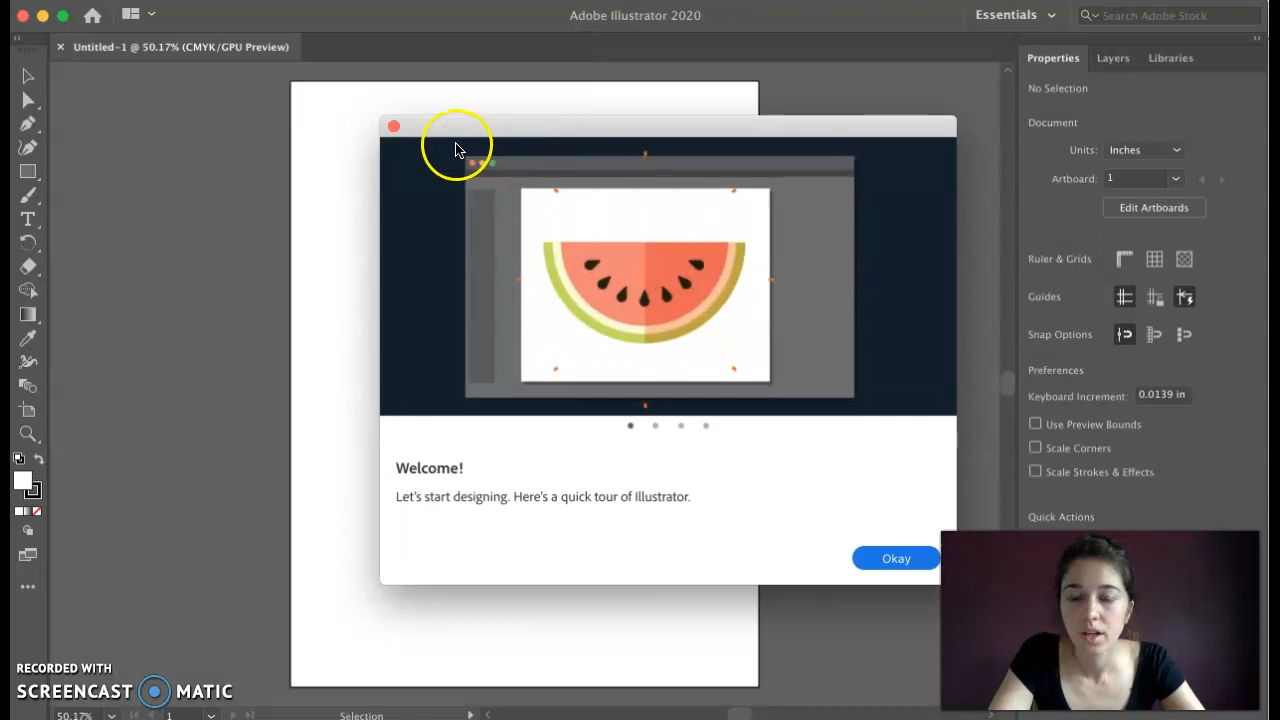 Adobe Illustrator 2020
Essentials
Search Adobe Stock
Untitled-1 @ 50.17% (CMYK/GPU Preview)
Properties
Layers
Libraries
No Selection
Document
Units:
Inches
Artboard:
1
Edit Artboards
Ruler & Grids
Guides
Snap Options
Preferences
Keyboard Increment:
0.0139 in
Use Preview Bounds
Scale Corners
Scale Strokes & Effects
Quick Actions
Welcome!
Let's start designing. Here's a quick tour of Illustrator.
Okay
RECORDED WITH
SCREENCAST MATIC
50.17%
1
Selection